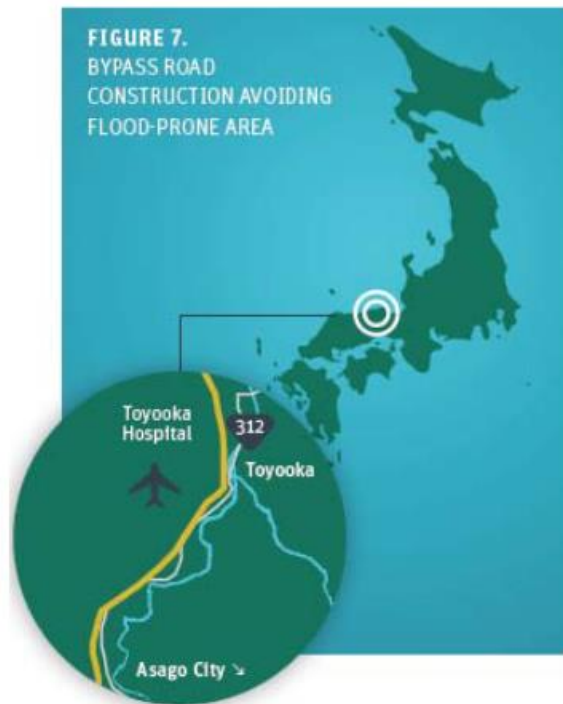 FIGURE 7.
BYPASS ROAD
CONSTRUCTION AVOIDING
FLOOD-PRONE AREA
Toyooka
Hospital
312
Toyooka
Asago City ↘